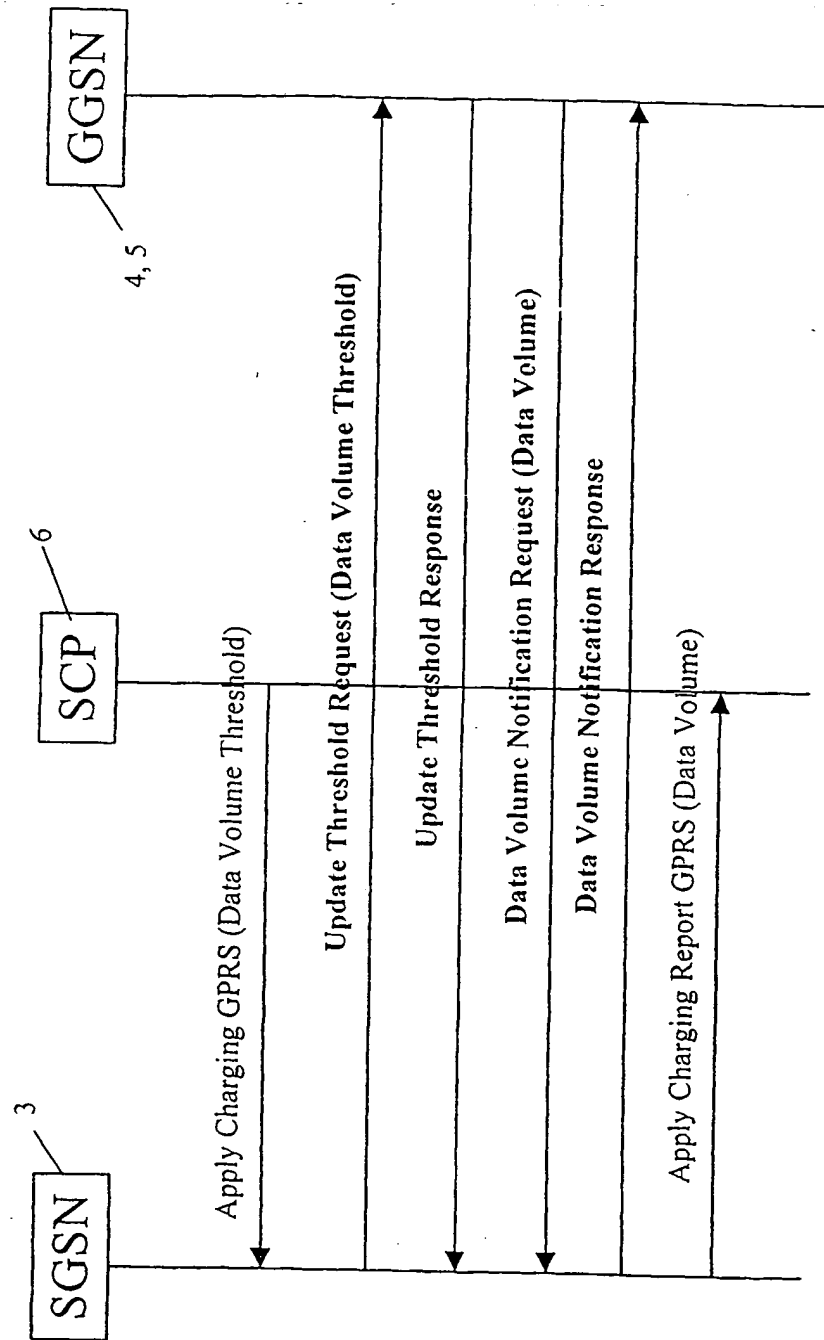 3
SGSN
6
SCP
4, 5
GGSN
Apply Charging GPRS (Data Volume Threshold)
Update Threshold Request (Data Volume Threshold)
Update Threshold Response
Data Volume Notification Request (Data Volume)
Data Volume Notification Response
Apply Charging Report GPRS (Data Volume)